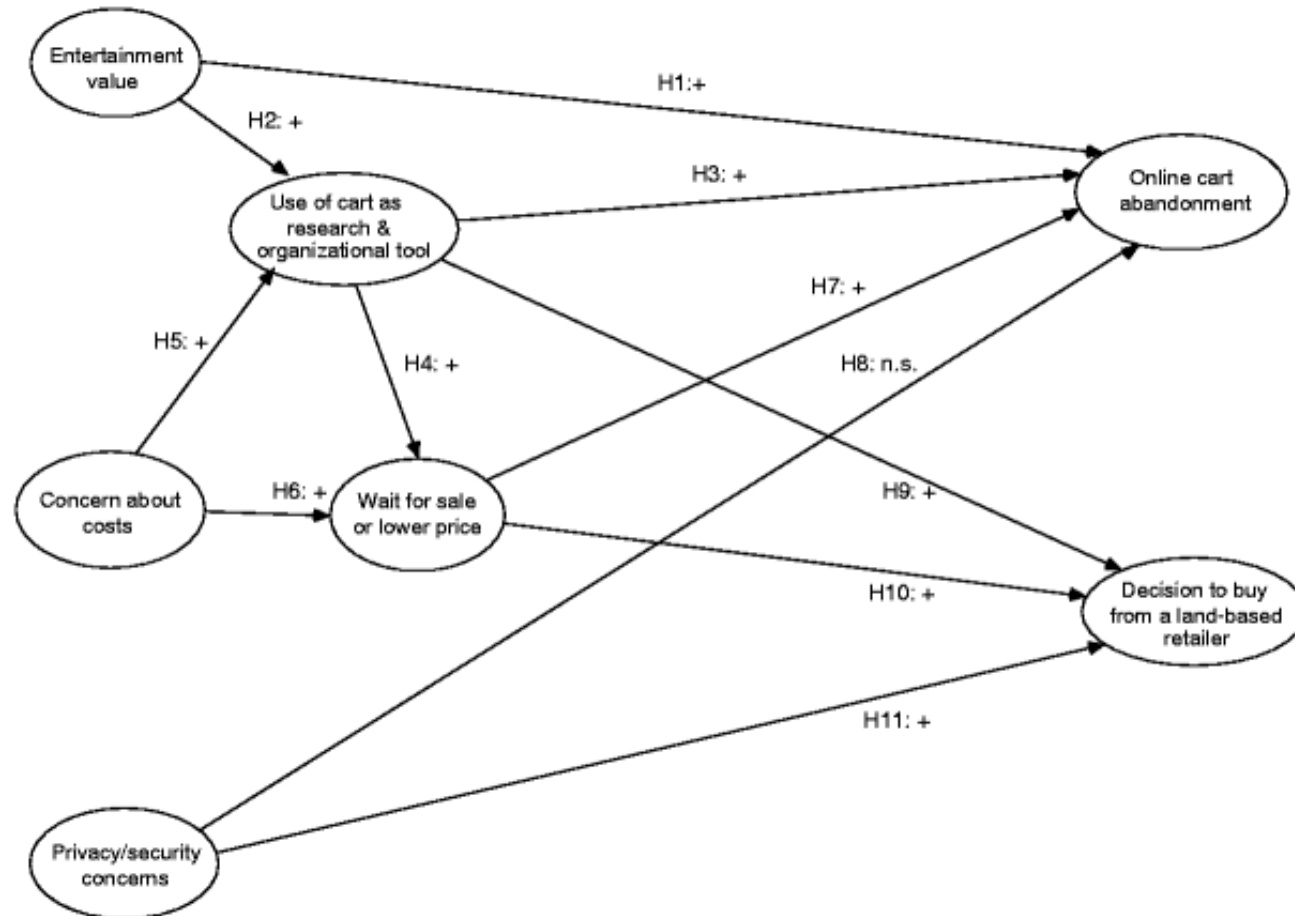 Entertainment
value
H1:+
H2: +
Use of cart as
research &
organizational tool
H3: +
Online cart
abandonment
H7: +
H5: +
H4: +
H8: n.s.
Concern about
costs
H6: +
Wait for sale
or lower price
H9: +
H10: +
Decision to buy
from a land-based
retailer
H11: +
Privacy/security
concerns